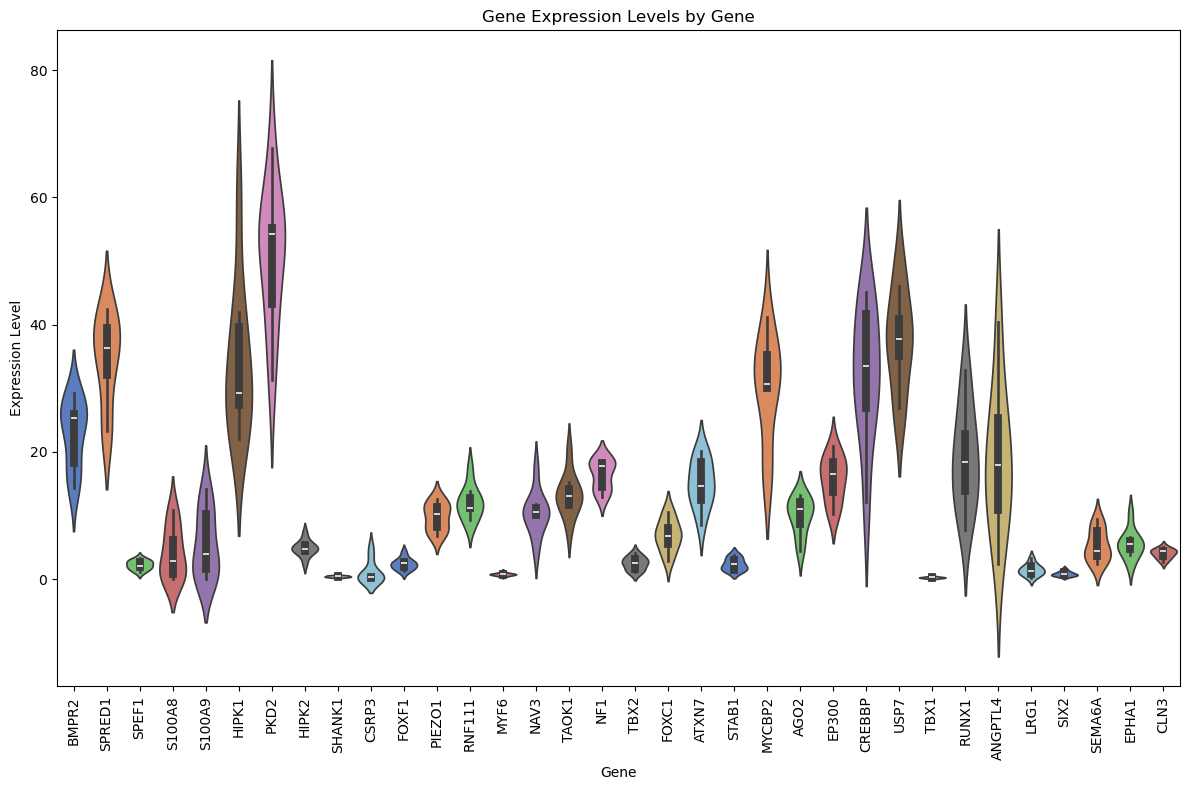 Gene Expression Levels by Gene
Expression Level
80
60
40
20
0
BMPR2
SPRED1
SPEF1
S100A8
S100A9
HIPK1
PKD2
HIPK2
SHANK1
CSRP3
FOXF1
PIEZO1
RNF111
MYF6
NAV3
TAOK1
NF1
TBX2
FOXC1
ATXN7
STAB1
MYCBP2
AGO2
EP300
CREBBP
USP7
TBX1
RUNX1
ANGPTL4
LRG1
SIX2
SEMA6A
EPHA1
CLN3
Gene